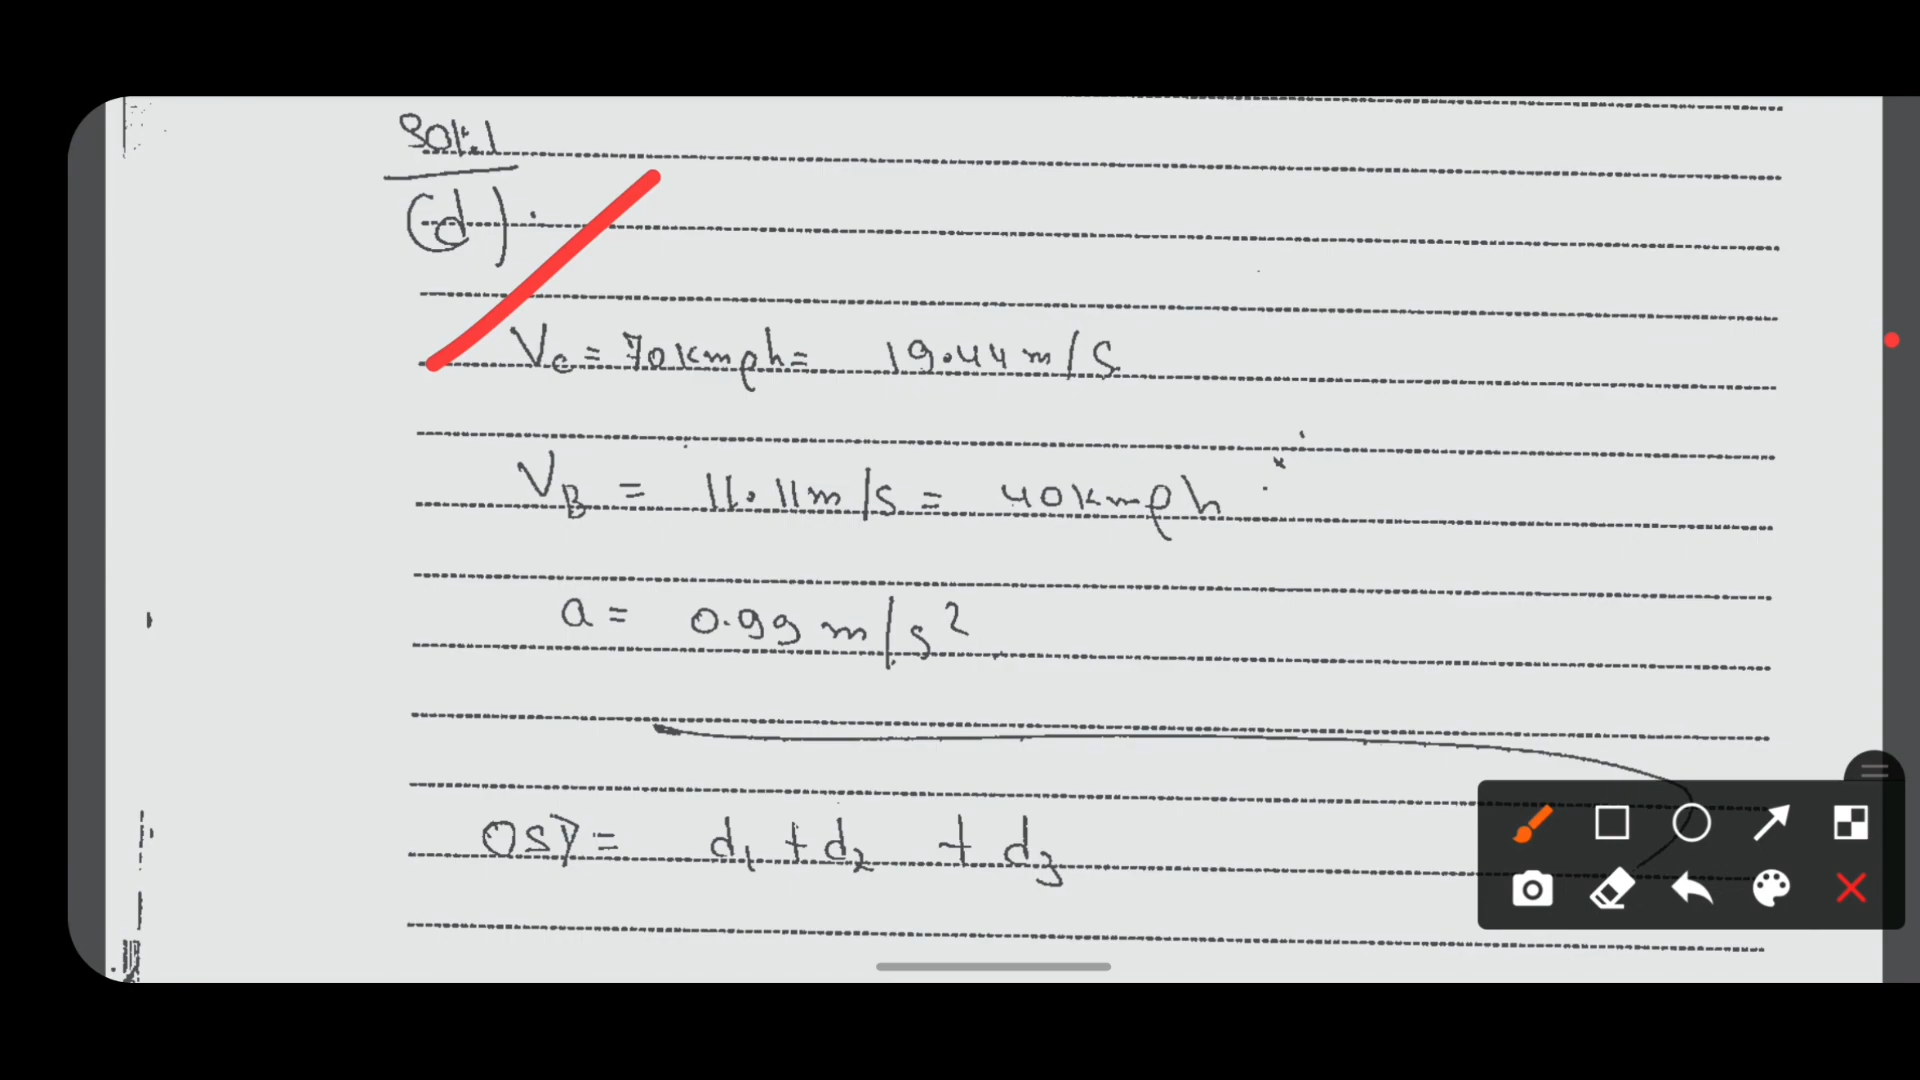 Sol:1
(d)
Vc = 70kmph = 19.44 m/s
VB = 11.11m/s = 40kmph
a = 0.99 m/s²
OSD = d1 + d2 + d3